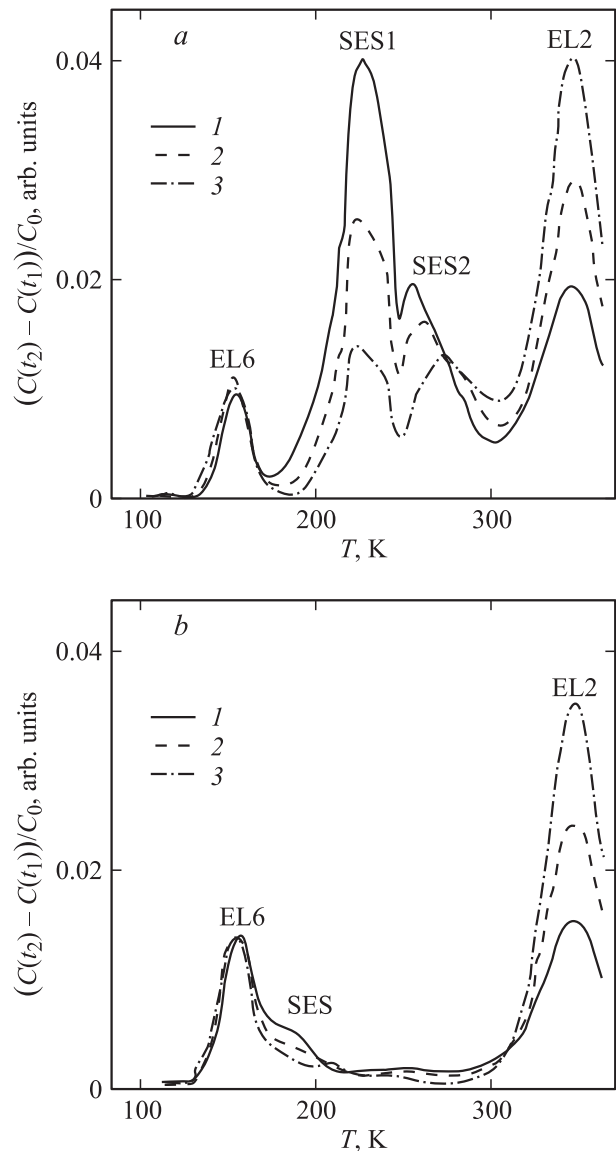 a
SES1
EL2
0.04
1
2
3
((C(t₂) – C(t₁))/C₀, arb. units
0.02
SES2
EL6
0
100
200
300
T, K
b
0.04
EL2
1
2
3
((C(t₂) – C(t₁))/C₀, arb. units
0.02
EL6
SES
0
100
200
300
T, K